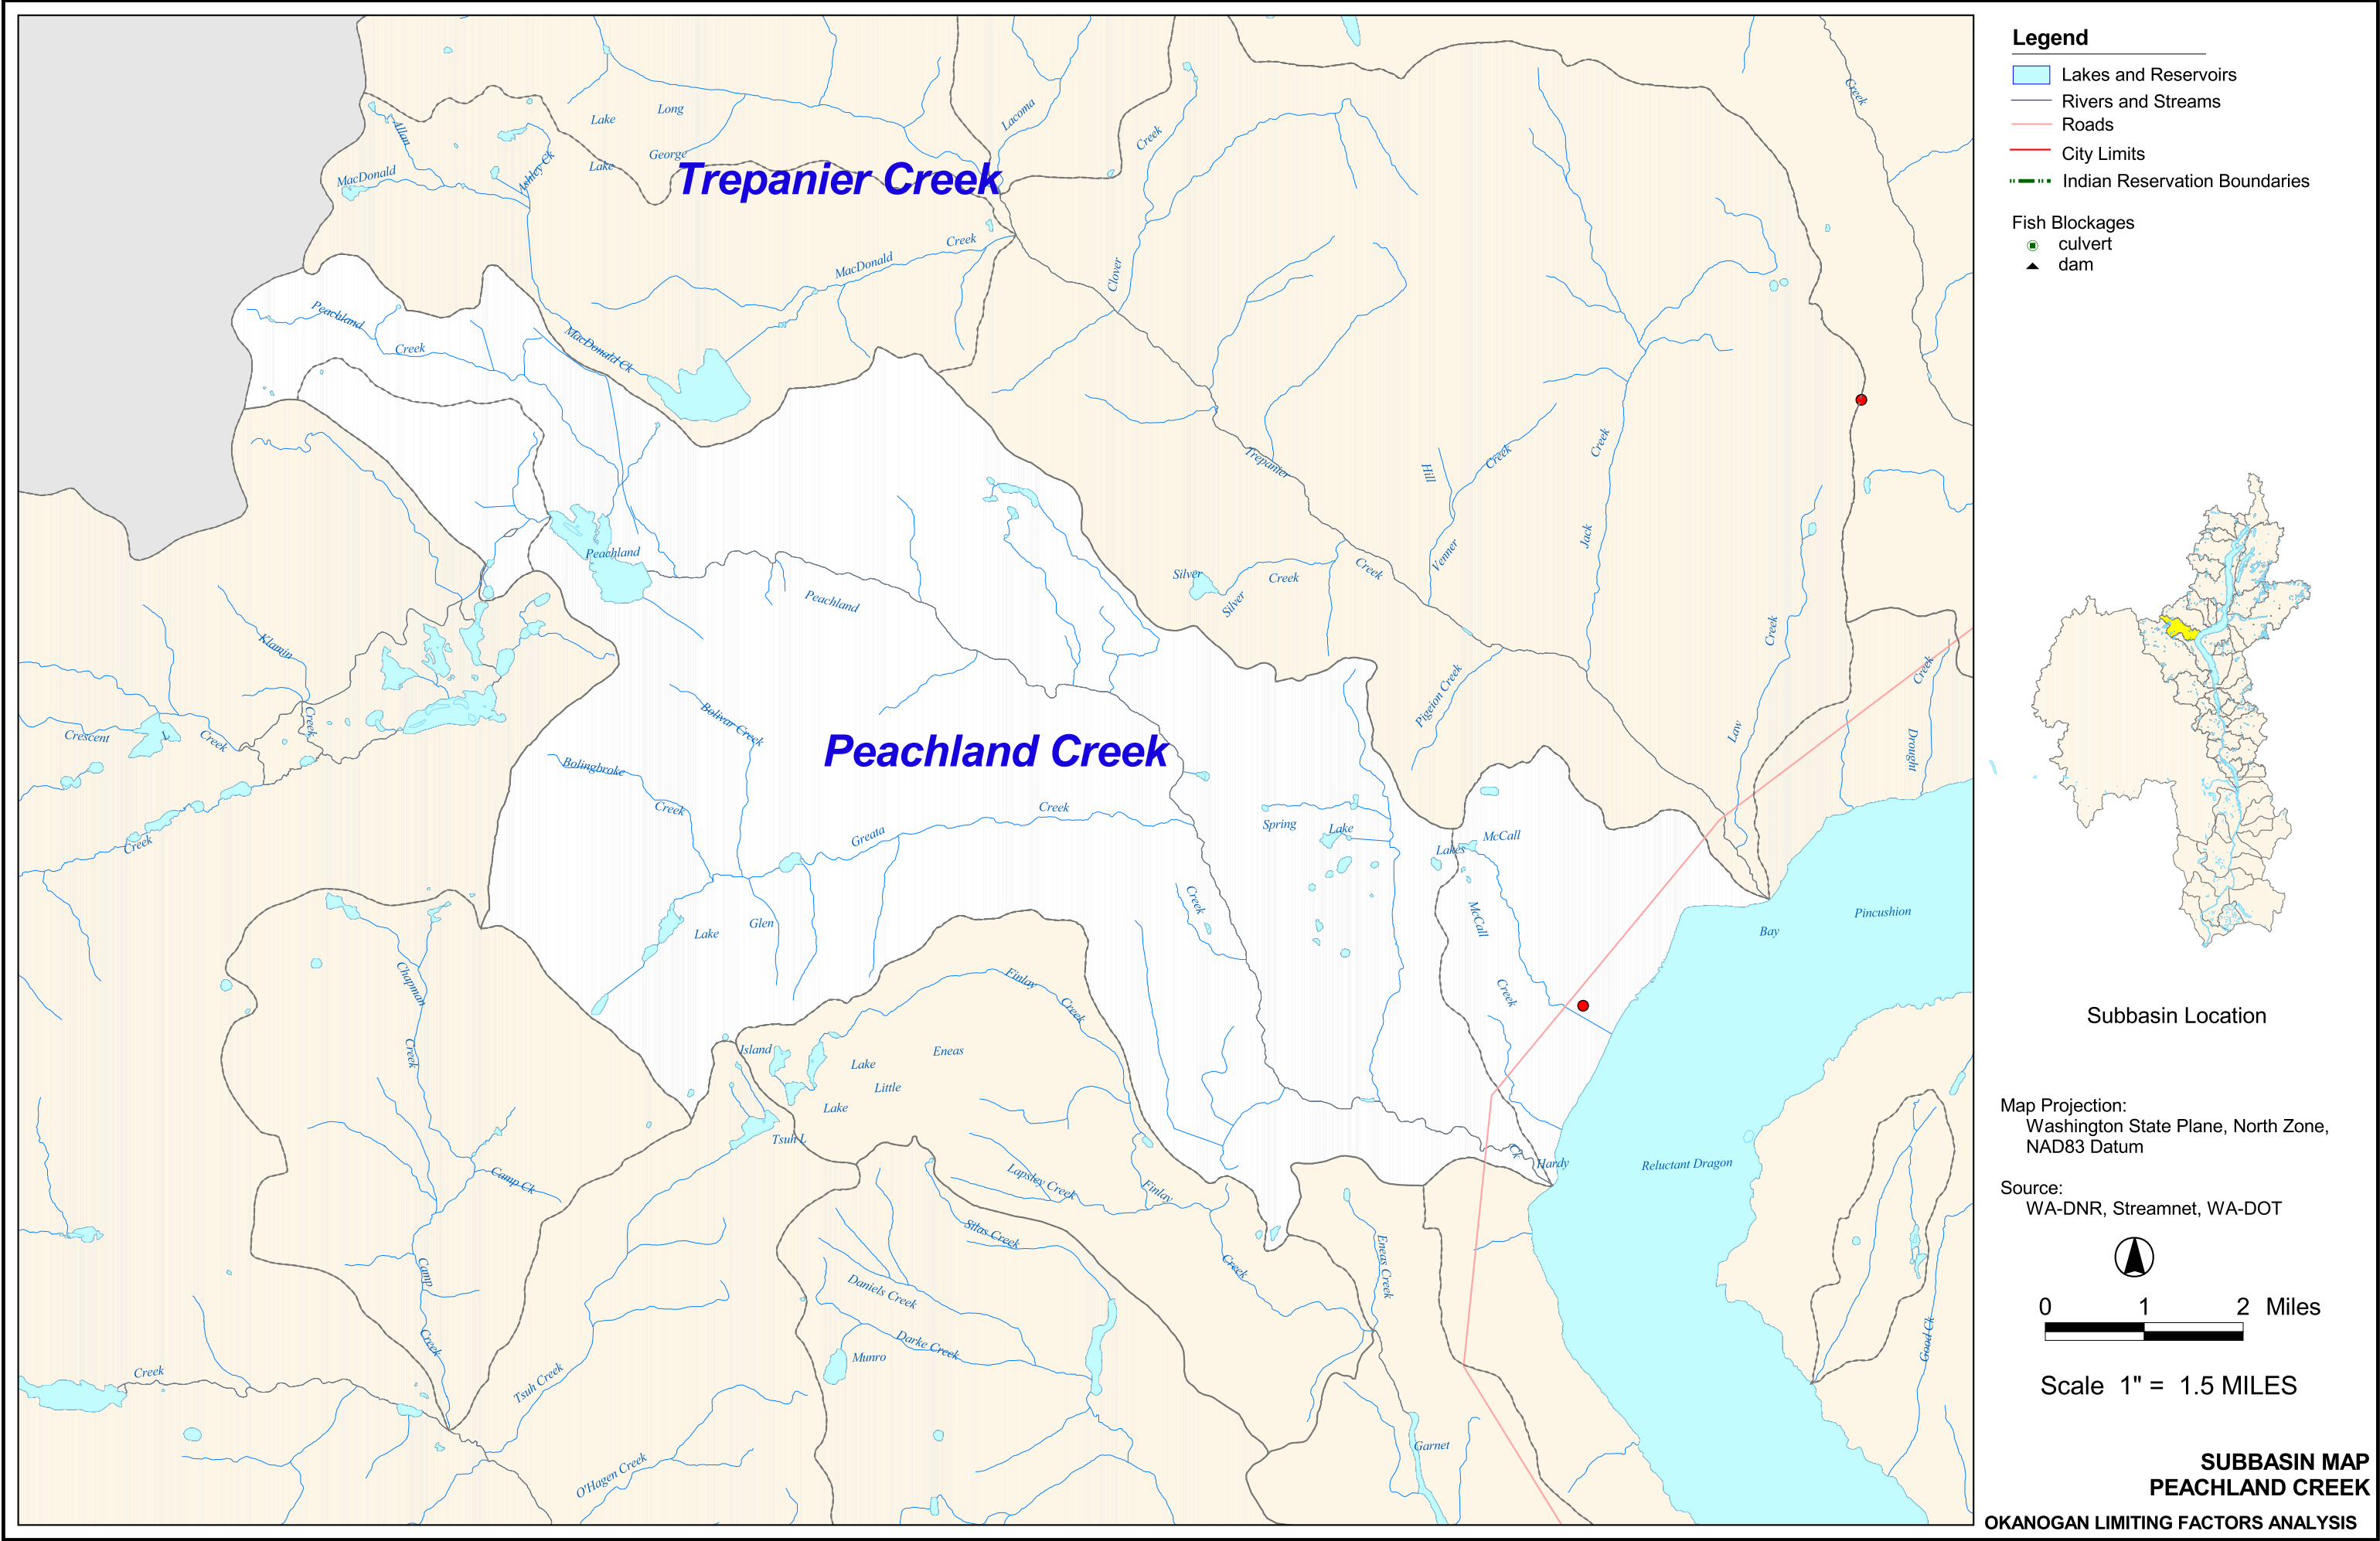 Trepanier Creek
Peachland Creek
Allan
MacDonald
Ashley Ck
Lake
Long
Lake
George
Lacoma
Creek
Creek
Clover
MacDonald
Creek
MacDonald Ck
Peachland
Creek
Peachland
Peachland
Trepanier
Creek
Hill
Venner
Creek
Jack
Creek
Silver
Silver
Creek
Pigeton Creek
Law
Creek
Drought
Creek
Klamin
Creek
Crescent
L
Creek
Creek
Bolivar Creek
Bolingbroke
Creek
Greata
Creek
Lake
Glen
Spring
Lake
Lakes
McCall
McCall
Creek
Creek
Bay
Pincushion
Reluctant Dragon
Hardy
Ck
Chapman
Creek
Camp Ck
Camp
Creek
Creek
Island
Lake
Eneas
Little
Lake
Tsuh L
Finlay
Creek
Lapsley Creek
Finlay
Creek
Silas Creek
Daniels Creek
Darke Creek
Munro
Tsuh Creek
O'Hagen Creek
Eneas Creek
Garnet
Good Ck
Legend
Lakes and Reservoirs
Rivers and Streams
Roads
City Limits
Indian Reservation Boundaries
Fish Blockages
culvert
dam
Subbasin Location
Map Projection:
Washington State Plane, North Zone,
NAD83 Datum
Source:
WA-DNR, Streamnet, WA-DOT
0 1 2 Miles
Scale 1" = 1.5 MILES
SUBBASIN MAP
PEACHLAND CREEK
OKANOGAN LIMITING FACTORS ANALYSIS